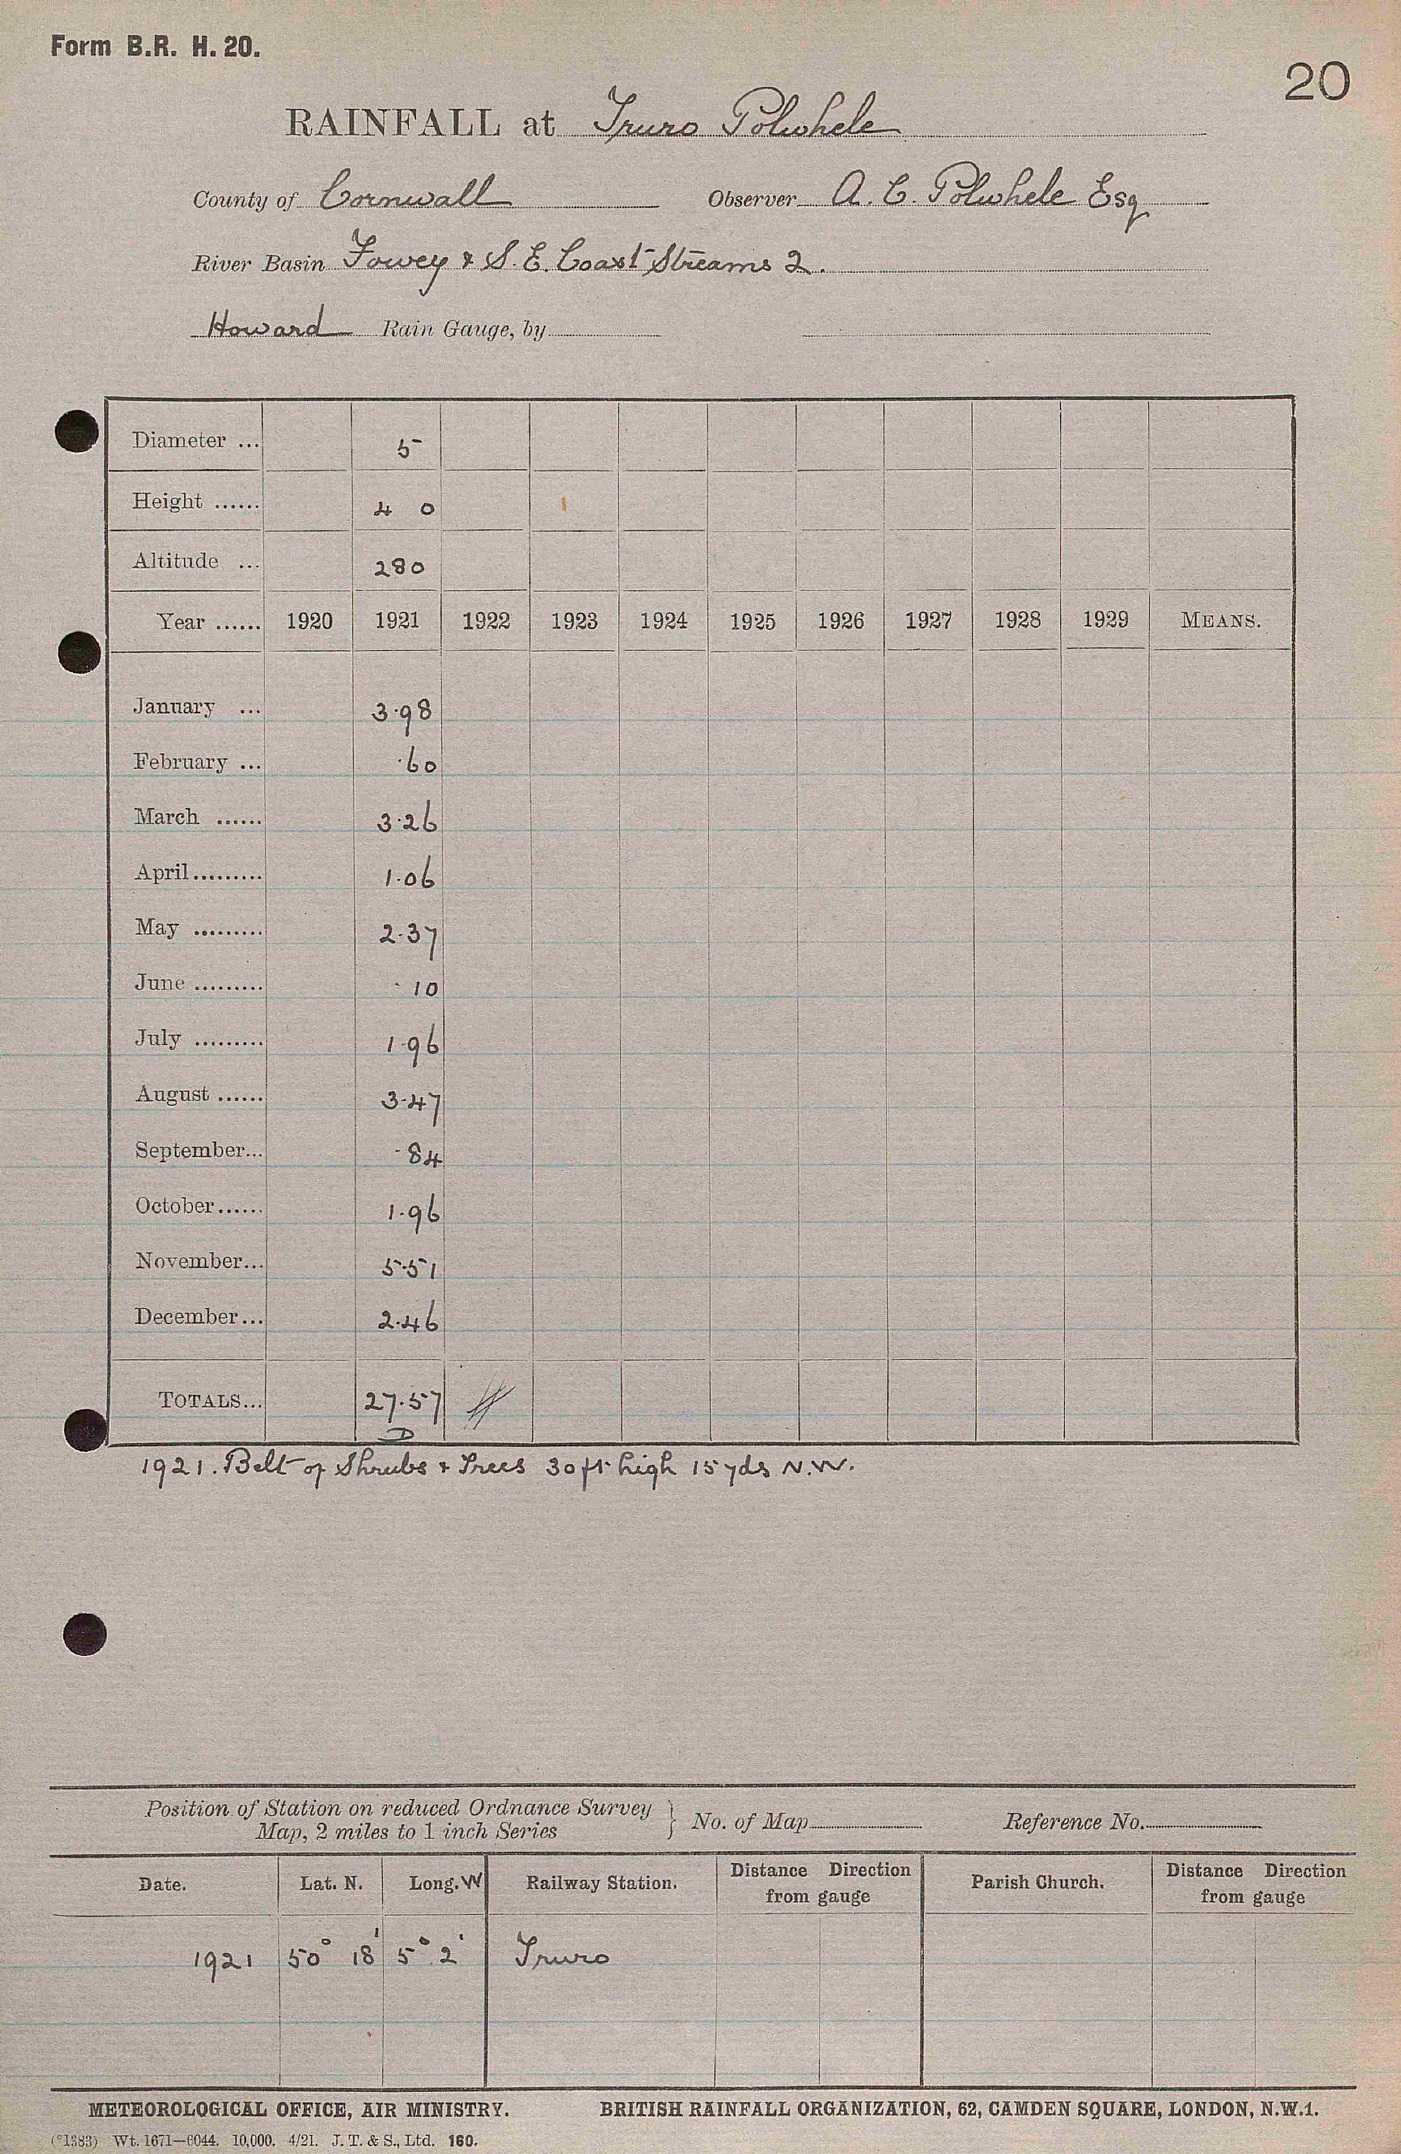 Form B.R. H. 20.
20
RAINFALL at Truro Polwhele
County of Cornwall Observer A. C. Polwhele Esq
River Basin Fowey & S. E. Coast Streams 2.
Howard Rain Gauge, by
Diameter ... 5
Height ...... 4 0
Altitude ... 280
Year ...... 1920 1921 1922 1923 1924 1925 1926 1927 1928 1929 MEANS.
January ... 3.98
February ... .60
March ...... 3.26
April......... 1.06
May ......... 2.37
June ......... .10
July ......... 1.96
August ...... 3.47
September... .84
October...... 1.96
November... 5.51
December... 2.46
TOTALS... 27.57
D
1921. Belt of Shrubs & Trees 30ft high 15yds N.W.
Position of Station on reduced Ordnance Survey
Map, 2 miles to 1 inch Series } No. of Map Reference No.
Date. Lat. N. Long. W Railway Station. Distance Direction from gauge Parish Church. Distance Direction from gauge
1921 50° 18' 5° 2' Truro
METEOROLOGICAL OFFICE, AIR MINISTRY. BRITISH RAINFALL ORGANIZATION, 62, CAMDEN SQUARE, LONDON, N.W.1.
(*1383) Wt. 1671—6044. 10,000. 4/21. J. T. & S., Ltd. 160.